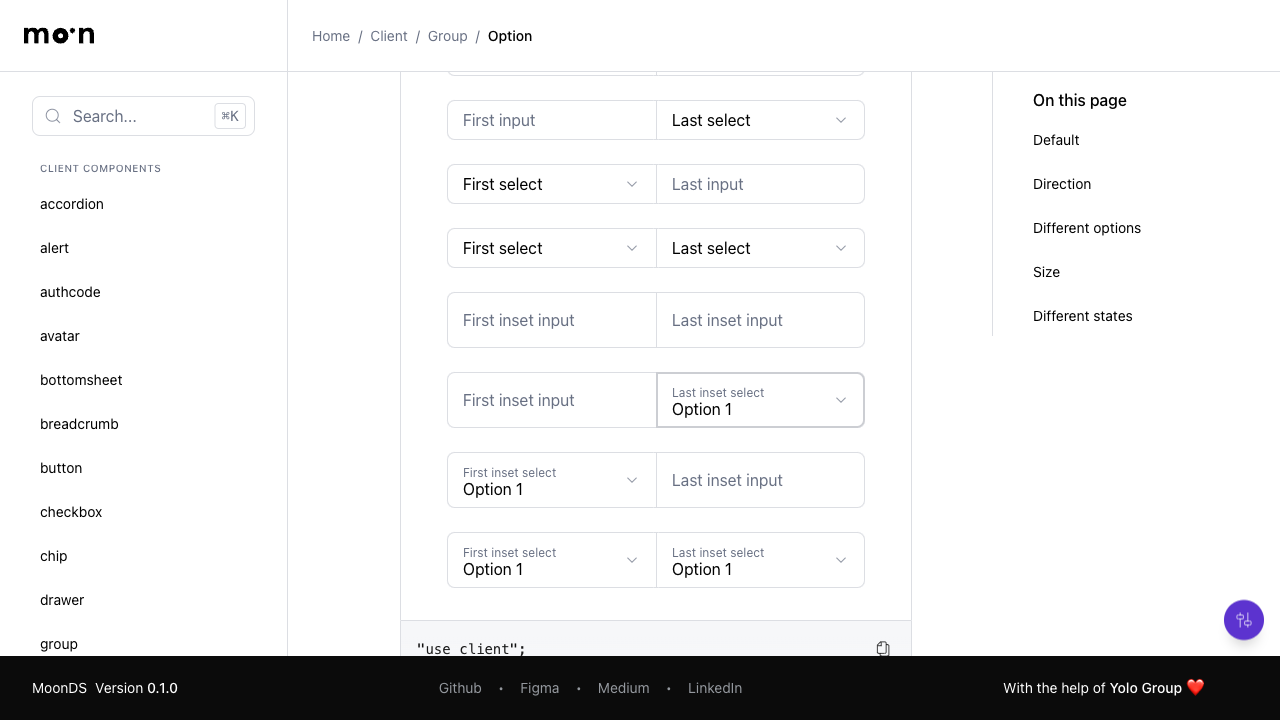 moon
Home / Client / Group / Option
Search... ⌘K
CLIENT COMPONENTS
accordion
alert
authcode
avatar
bottomsheet
breadcrumb
button
checkbox
chip
drawer
group
First input
Last select
First select
Last input
First select
Last select
First inset input
Last inset input
First inset input
Last inset select
Option 1
First inset select
Option 1
Last inset input
First inset select
Option 1
Last inset select
Option 1
"use client";
On this page
Default
Direction
Different options
Size
Different states
MoonDS Version 0.1.0
Github • Figma • Medium • LinkedIn
With the help of Yolo Group ❤️